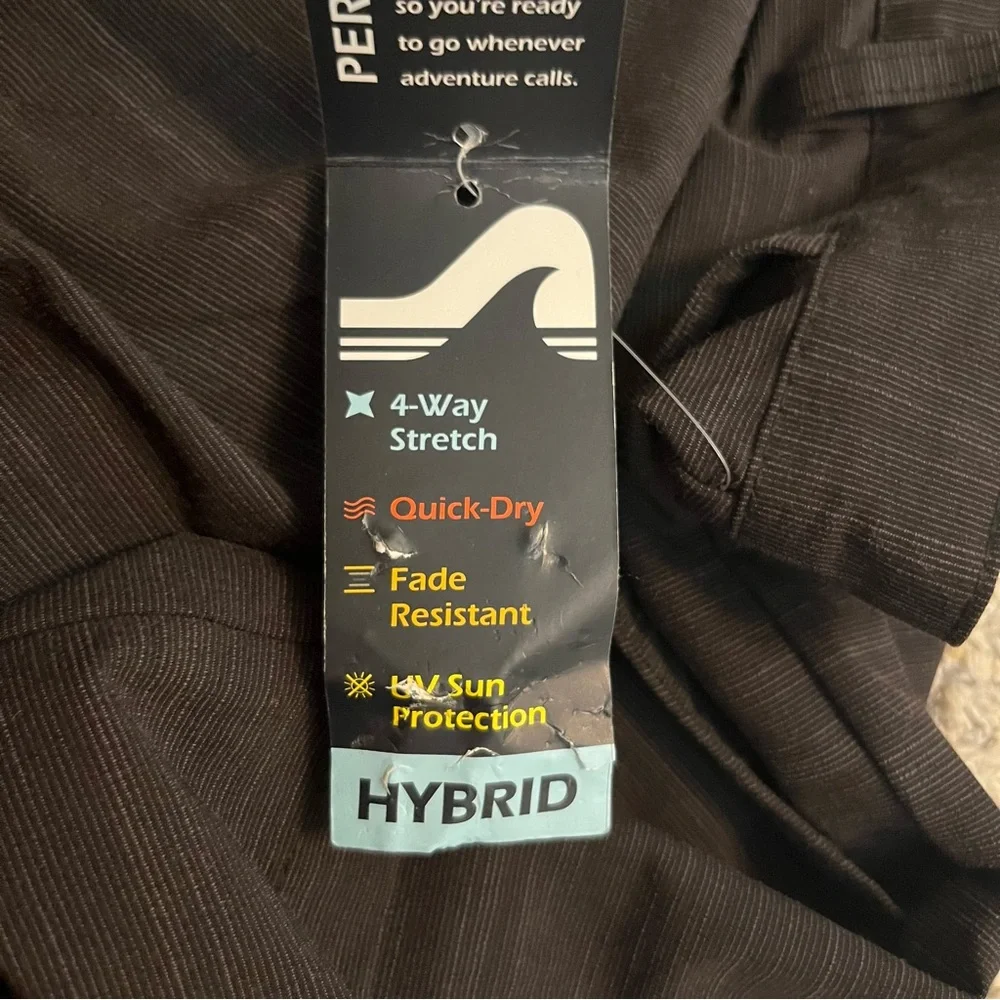 PER
so you're ready
to go whenever
adventure calls.
4-Way
Stretch
Quick-Dry
Fade
Resistant
UV Sun
Protection
HYBRID